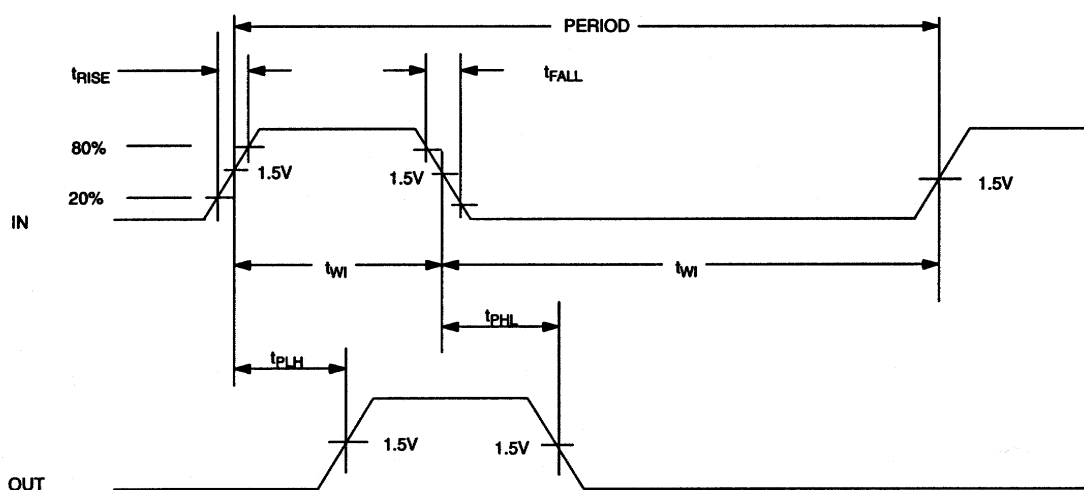 PERIOD
tRISE
tFALL
80%
1.5V
1.5V
1.5V
20%
IN
tWI
tWI
tPHL
tPLH
1.5V
1.5V
OUT